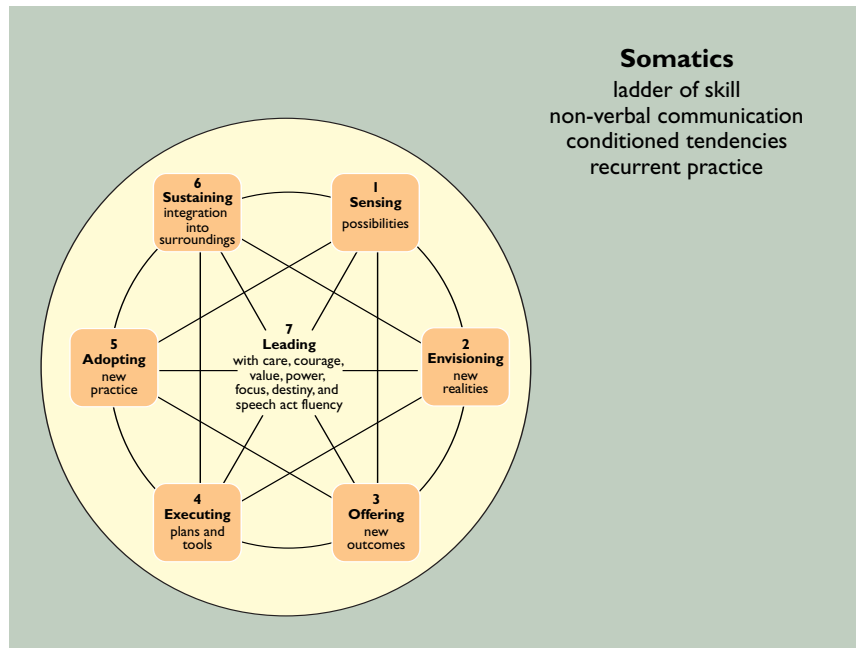 Somatics
ladder of skill
non-verbal communication
conditioned tendencies
recurrent practice
1
Sensing
possibilities
2
Envisioning
new
realities
3
Offering
new
outcomes
4
Executing
plans and
tools
5
Adopting
new
practice
6
Sustaining
integration
into
surroundings
7
Leading
with care, courage,
value, power,
focus, destiny, and
speech act fluency